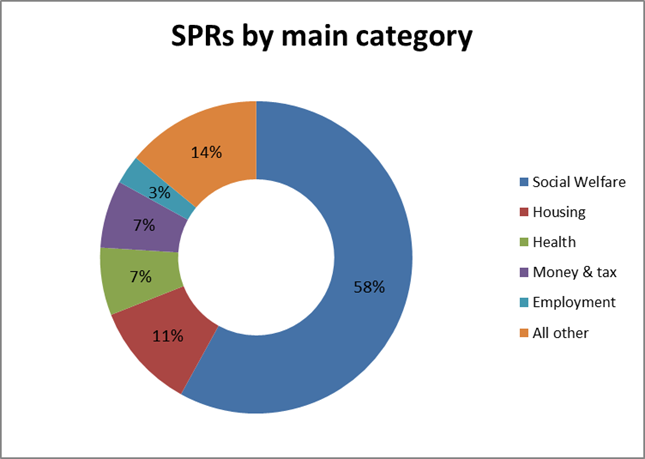 SPRs by main category
14%
3%
7%
7%
11%
58%
Social Welfare
Housing
Health
Money & tax
Employment
All other